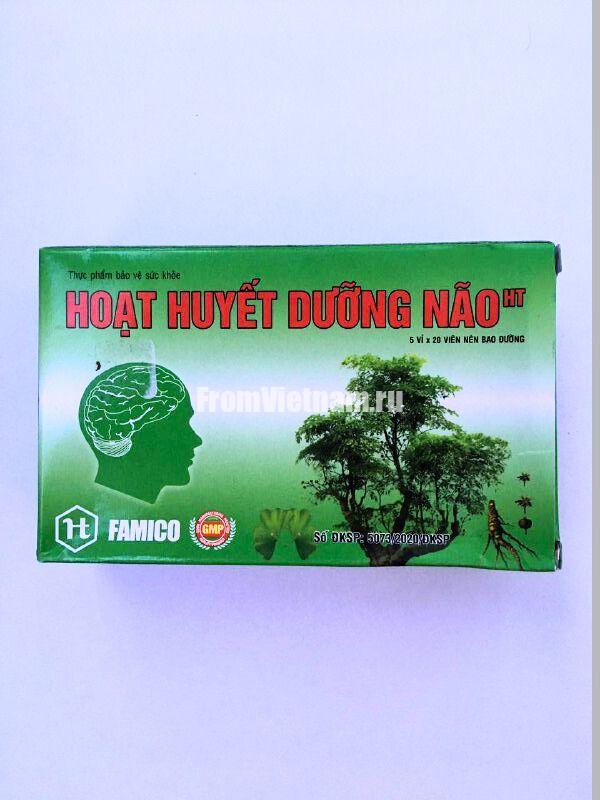 Thực phẩm bảo vệ sức khỏe
HOẠT HUYẾT DƯỠNG NÃO HT
5 VỈ x 20 VIÊN NÉN BAO ĐƯỜNG
FromVietnam.ru
Ht
FAMICO
GMP
Số ĐKSP: 5073/2020/ĐKSP